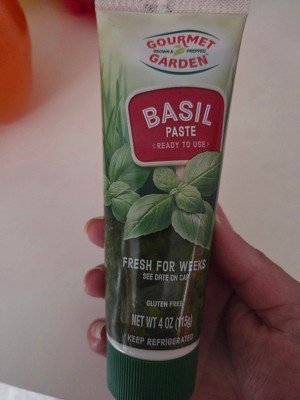 GOURMET
GROWN & PREPPED
GARDEN
BASIL
PASTE
READY TO USE
FRESH FOR WEEKS
SEE DATE ON CAP
GLUTEN FREE
NET WT 4 OZ (115g)
KEEP REFRIGERATED